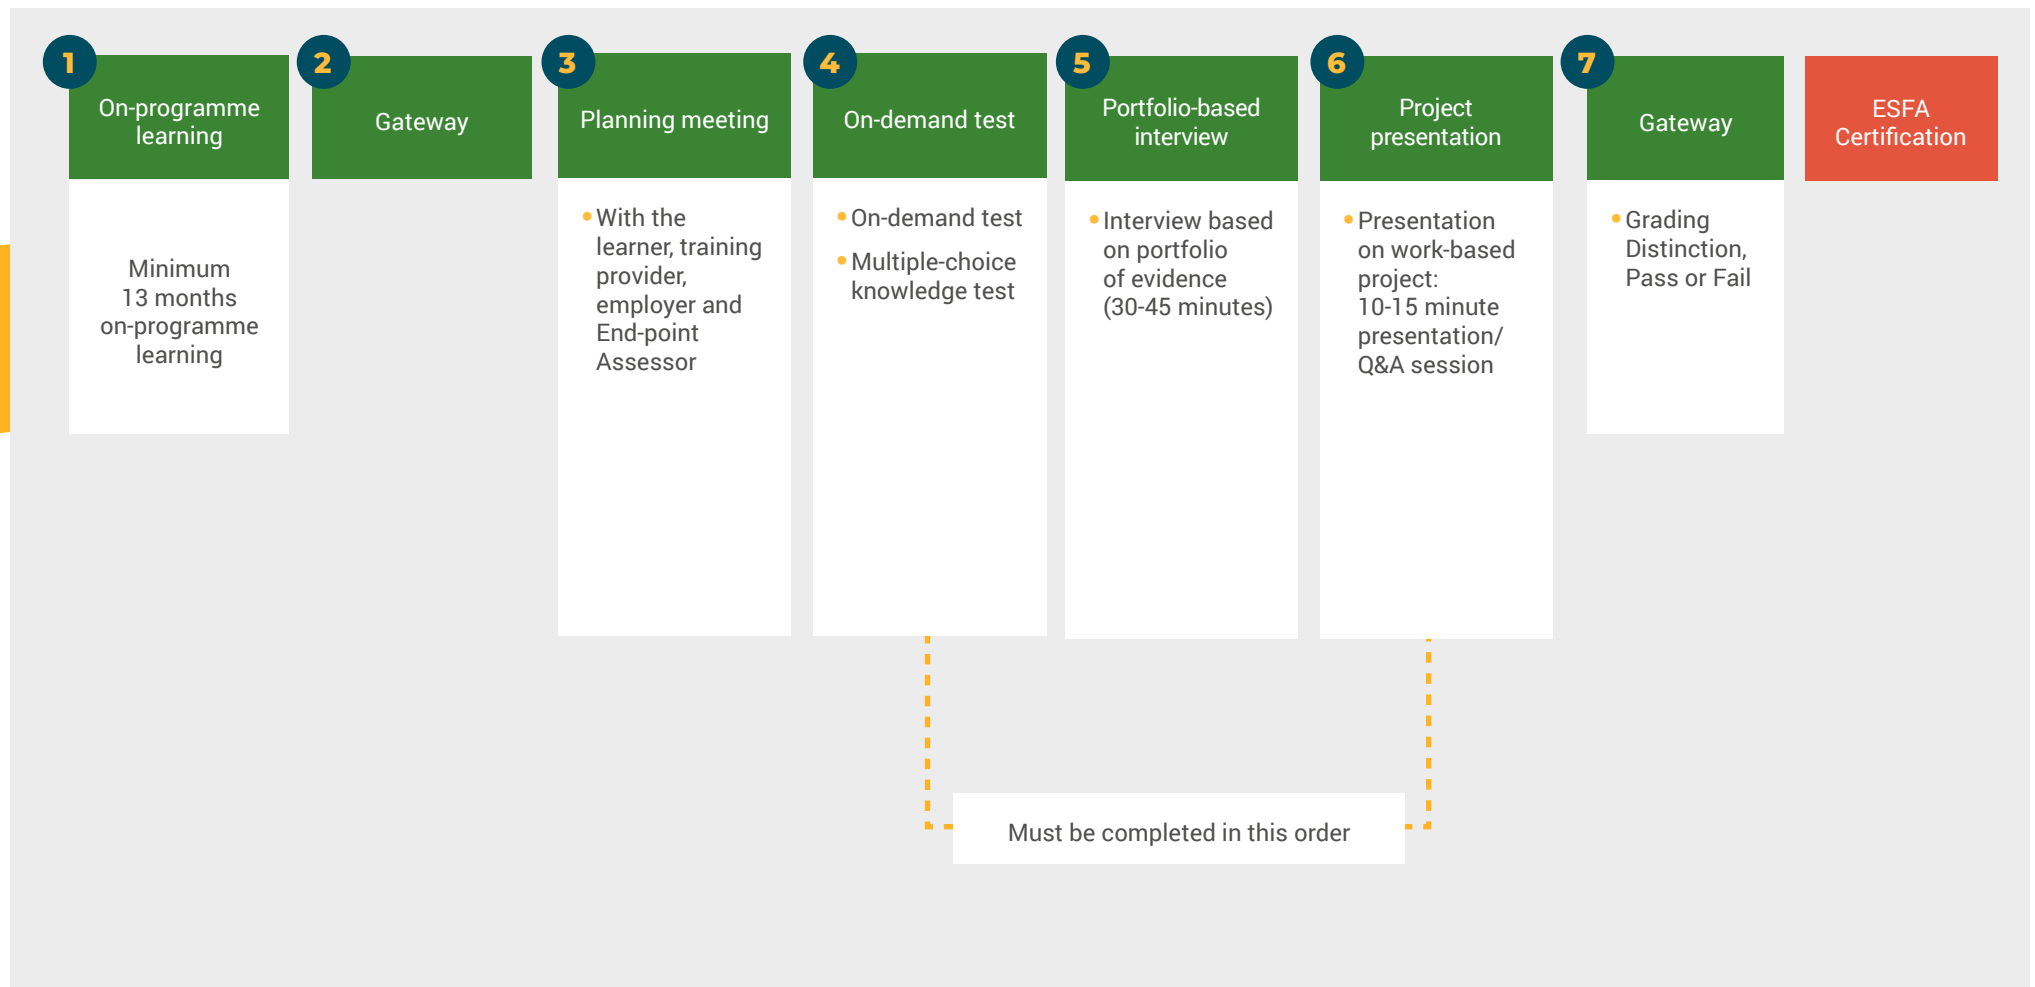 1
On-programme
learning
Minimum
13 months
on-programme
learning
2
Gateway
3
Planning meeting
•With the
learner, training
provider,
employer and
End-point
Assessor
4
On-demand test
•On-demand test
•Multiple-choice
knowledge test
5
Portfolio-based
interview
•Interview based
on portfolio
of evidence
(30-45 minutes)
6
Project
presentation
•Presentation
on work-based
project:
10-15 minute
presentation/
Q&A session
7
Gateway
•Grading
Distinction,
Pass or Fail
ESFA
Certification
Must be completed in this order